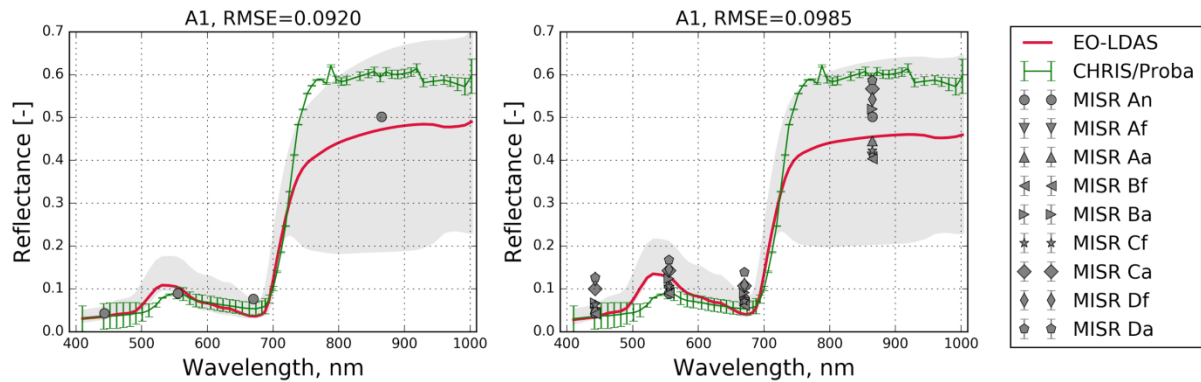 A1, RMSE=0.0920
0.7
0.6
0.5
0.4
0.3
0.2
0.1
0.0
Reflectance [-]
400 500 600 700 800 900 1000
Wavelength, nm
A1, RMSE=0.0985
0.7
0.6
0.5
0.4
0.3
0.2
0.1
0.0
Reflectance [-]
400 500 600 700 800 900 1000
Wavelength, nm
EO-LDAS
CHRIS/Proba
MISR An
MISR Af
MISR Aa
MISR Bf
MISR Ba
MISR Cf
MISR Ca
MISR Df
MISR Da